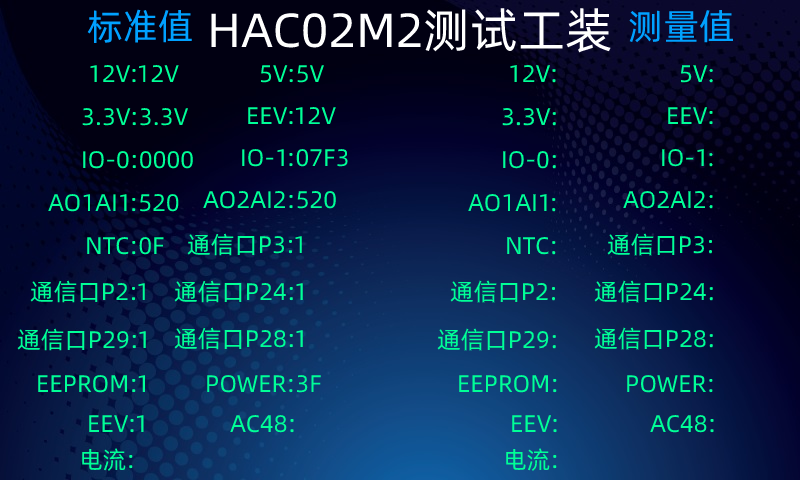 标准值 HAC02M2测试工装 测量值
12V:12V 5V:5V 12V: 5V:
3.3V:3.3V EEV:12V 3.3V: EEV:
IO-0:0000 IO-1:07F3 IO-0: IO-1:
AO1AI1:520 AO2AI2:520 AO1AI1: AO2AI2:
NTC:0F 通信口P3:1 NTC: 通信口P3:
通信口P2:1 通信口P24:1 通信口P2: 通信口P24:
通信口P29:1 通信口P28:1 通信口P29: 通信口P28:
EEPROM:1 POWER:3F EEPROM: POWER:
EEV:1 AC48: EEV: AC48:
电流: 电流: